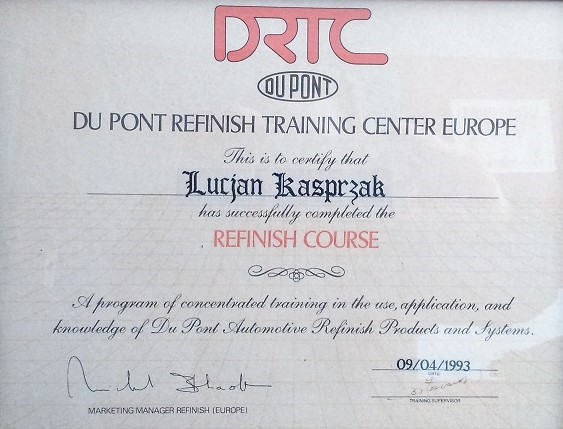 DRTC
DU PONT
DU PONT REFINISH TRAINING CENTER EUROPE
This is to certify that
Lucjan Kasprzak
has successfully completed the
REFINISH COURSE
A program of concentrated training in the use, application, and
knowledge of Du Pont Automotive Refinish Products and Systems.
09/04/1993
DATE
MARKETING MANAGER REFINISH (EUROPE)
TRAINING SUPERVISOR